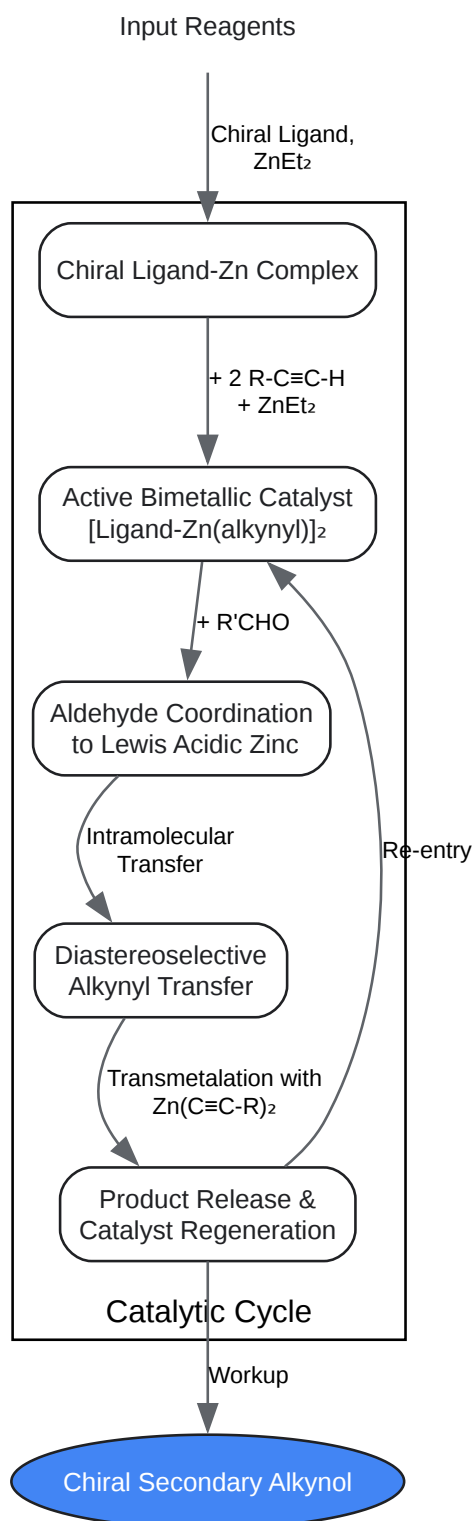 Input Reagents
Chiral Ligand,
ZnEt₂
Chiral Ligand-Zn Complex
+ 2 R-C≡C-H
+ ZnEt₂
Active Bimetallic Catalyst
[Ligand-Zn(alkynyl)]₂
+ R'CHO
Aldehyde Coordination
to Lewis Acidic Zinc
Intramolecular
Transfer
Re-entry
Diastereoselective
Alkynyl Transfer
Transmetalation with
Zn(C≡C-R)₂
Product Release &
Catalyst Regeneration
Catalytic Cycle
Workup
Chiral Secondary Alkynol